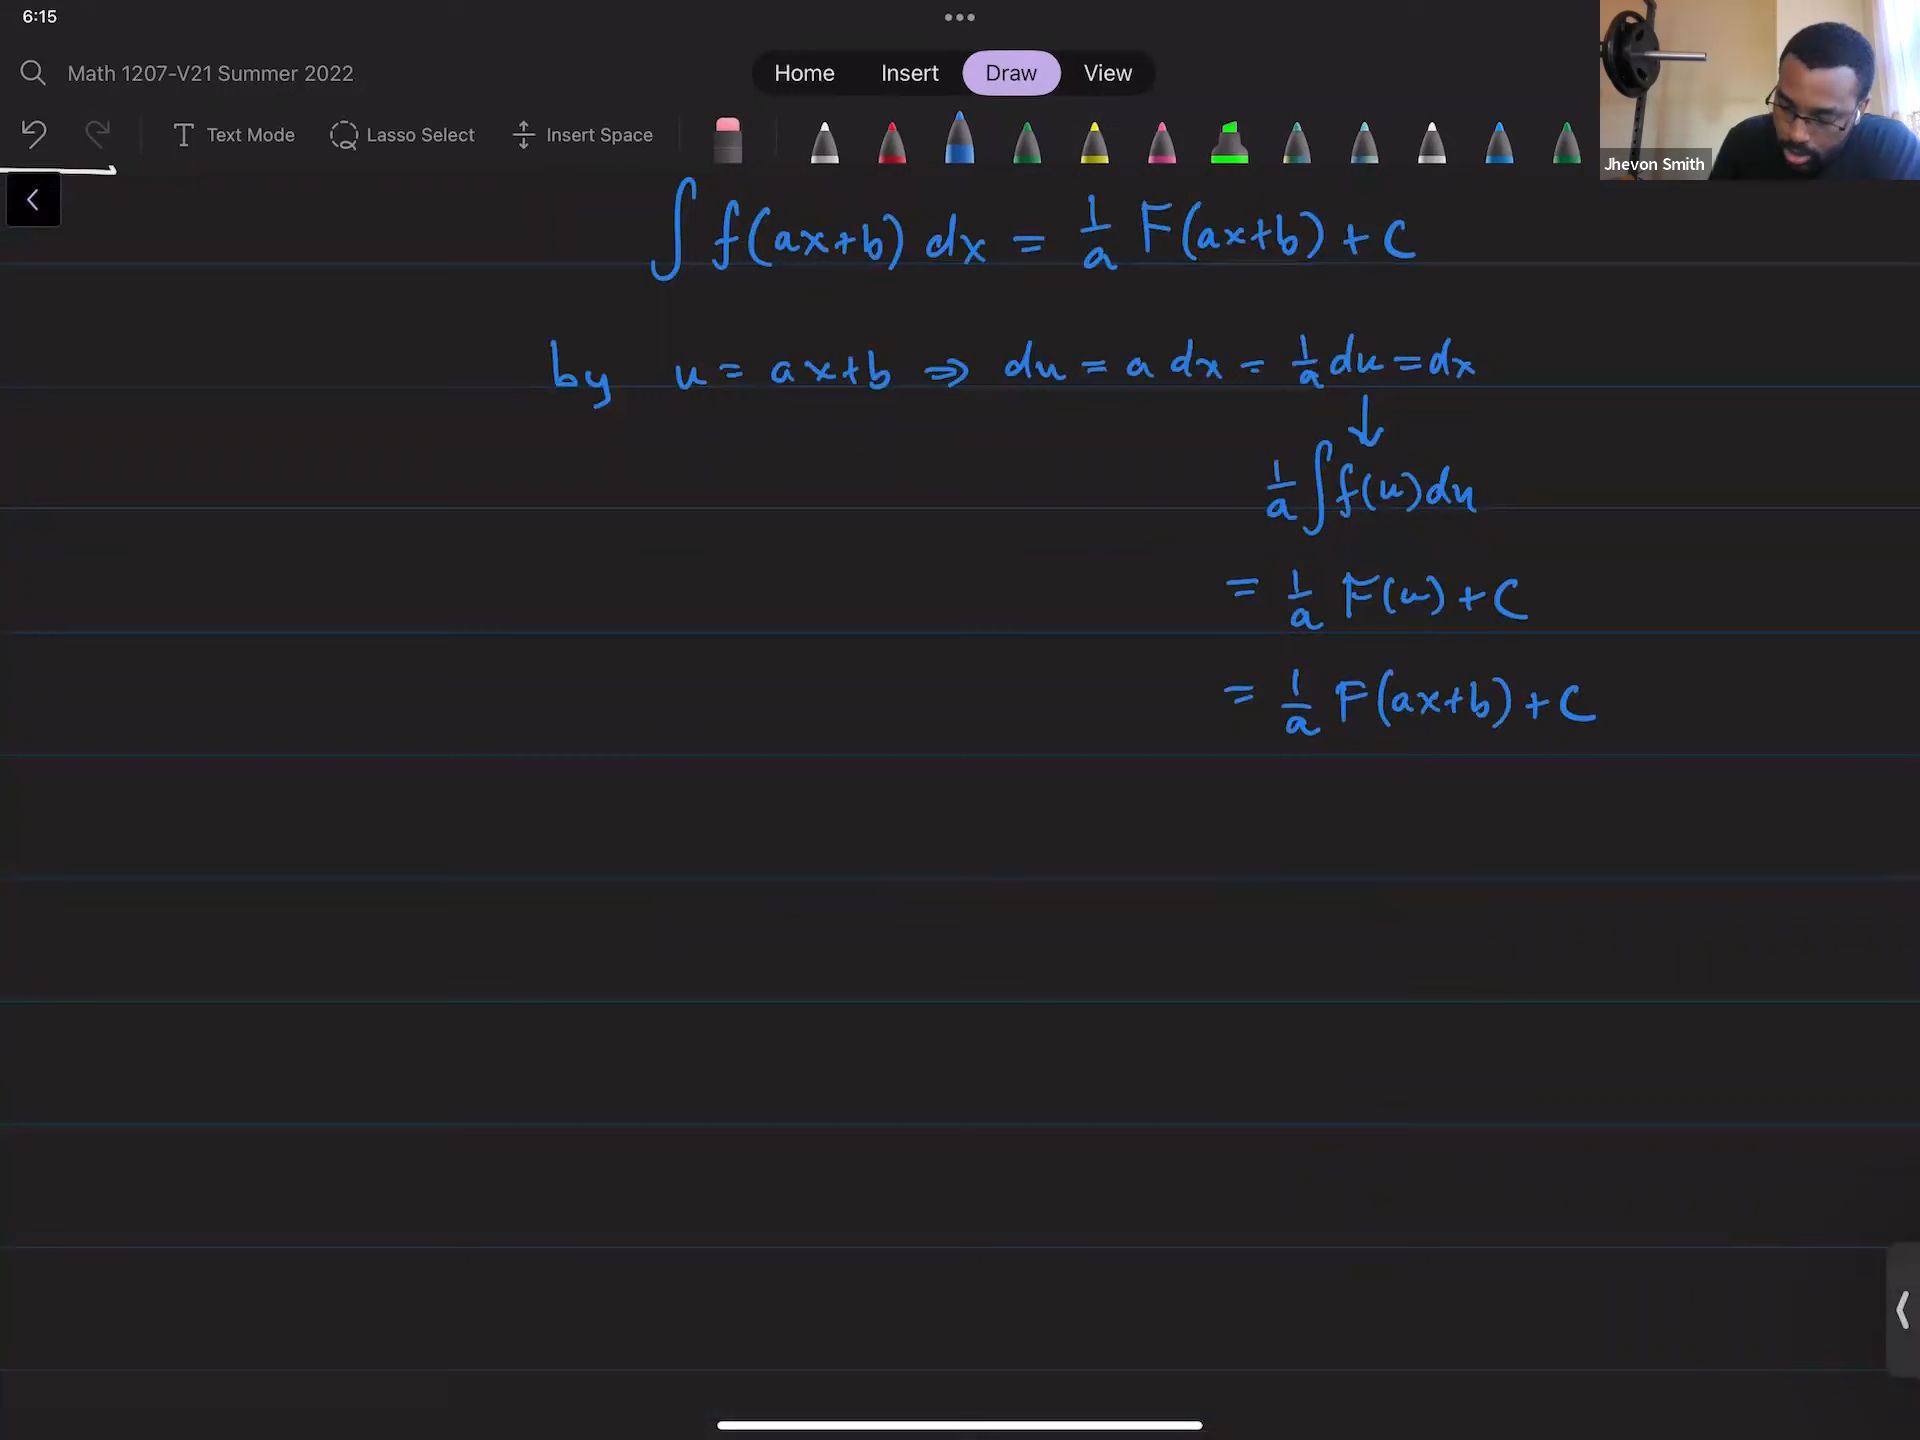 6:15
Math 1207-V21 Summer 2022
Home Insert Draw View
Text Mode Lasso Select Insert Space
Jhevon Smith
∫ f(ax+b) dx = 1/a F(ax+b) + C
by u = ax+b ⇒ du = a dx = 1/a du = dx
↓
1/a ∫ f(u) du
= 1/a F(u) + C
= 1/a F(ax+b) + C